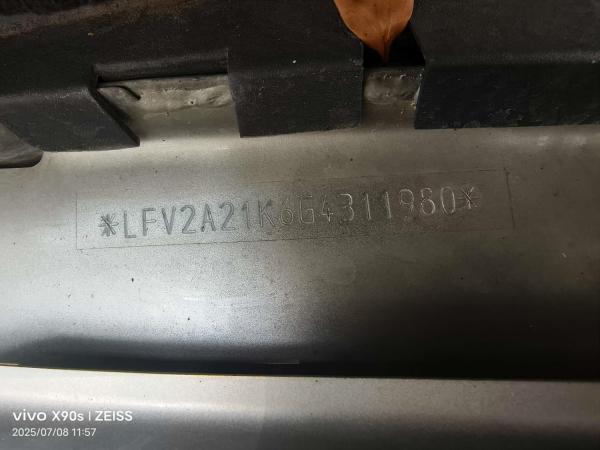 *LFV2A21K6G4311980*
vivo X90s | ZEISS
2025/07/08 11:57